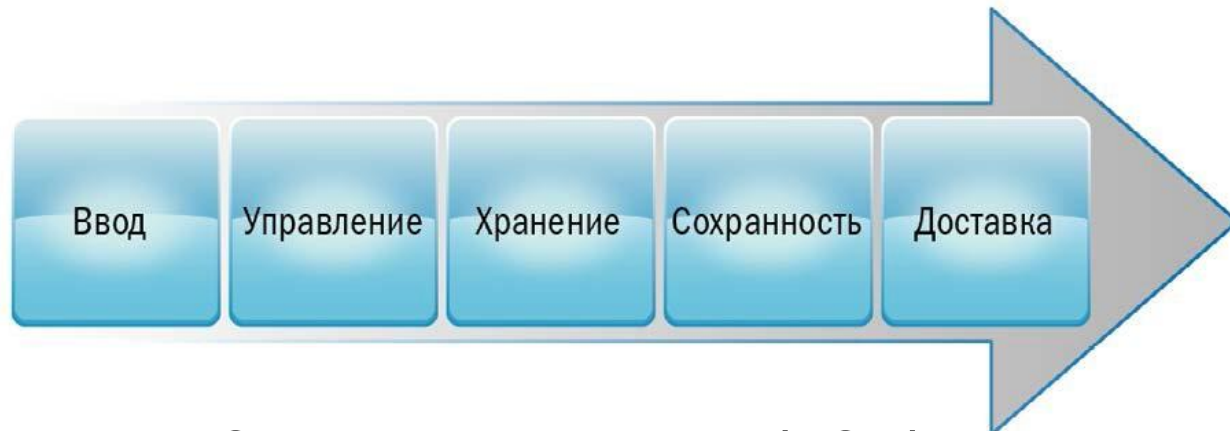 Ввод
Управление
Хранение
Сохранность
Доставка